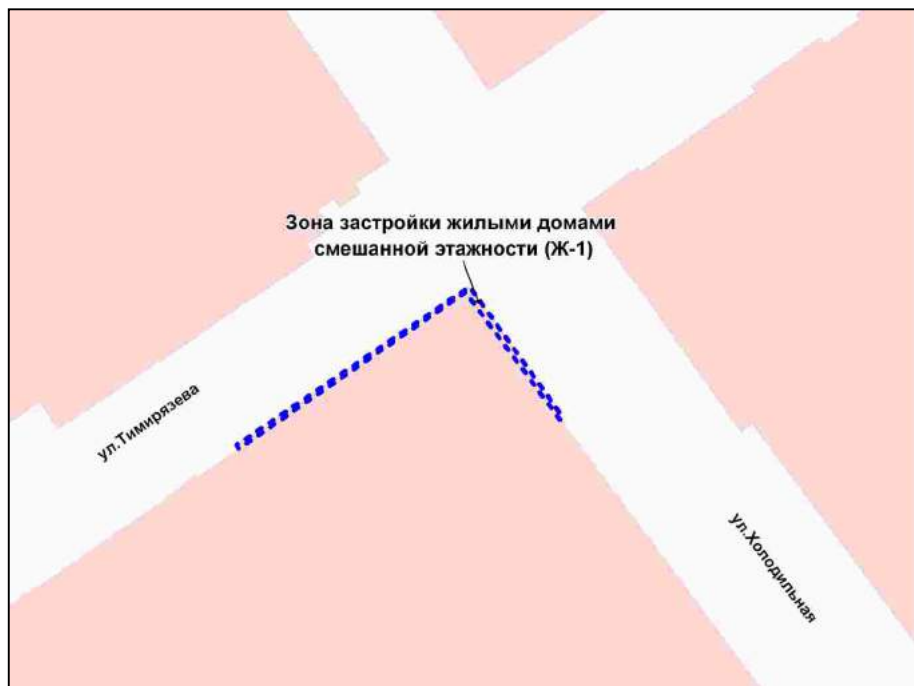 Зона застройки жилыми домами
смешанной этажности (Ж-1)
ул.Тимирязева
ул.Холодильная